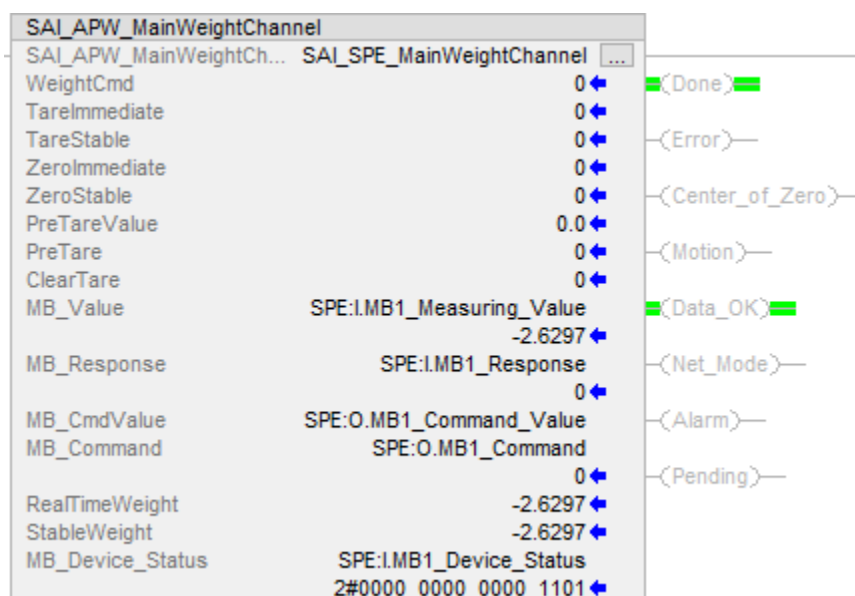 SAI_APW_MainWeightChannel
SAI_APW_MainWeightCh... SAI_SPE_MainWeightChannel ...
WeightCmd 0 (Done)
TareImmediate 0
TareStable 0 (Error)
ZeroImmediate 0
ZeroStable 0 (Center_of_Zero)
PreTareValue 0.0
PreTare 0 (Motion)
ClearTare 0
MB_Value SPE:I.MB1_Measuring_Value (Data_OK)
-2.6297
MB_Response SPE:I.MB1_Response (Net_Mode)
0
MB_CmdValue SPE:O.MB1_Command_Value (Alarm)
MB_Command SPE:O.MB1_Command
0 (Pending)
RealTimeWeight -2.6297
StableWeight -2.6297
MB_Device_Status SPE:I.MB1_Device_Status
2#0000_0000_0000_1101